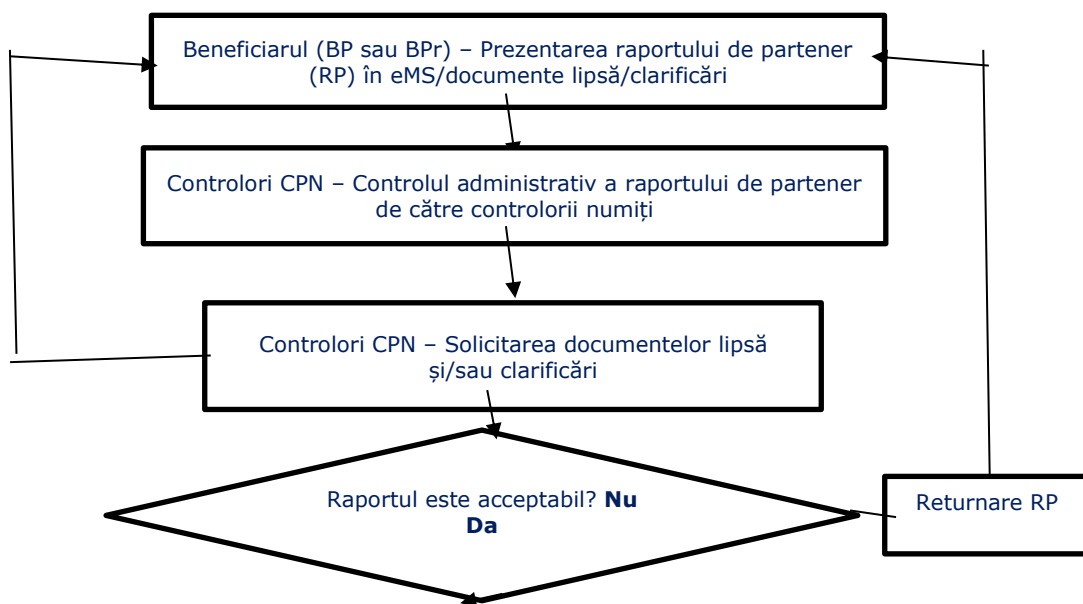 Beneficiarul (BP sau BPr) – Prezentarea raportului de partener
(RP) în eMS/documente lipsă/clarificări
Controlori CPN – Controlul administrativ a raportului de partener
de către controlorii numiți
Controlori CPN – Solicitarea documentelor lipsă
și/sau clarificări
Raportul este acceptabil? Nu
Da
Returnare RP